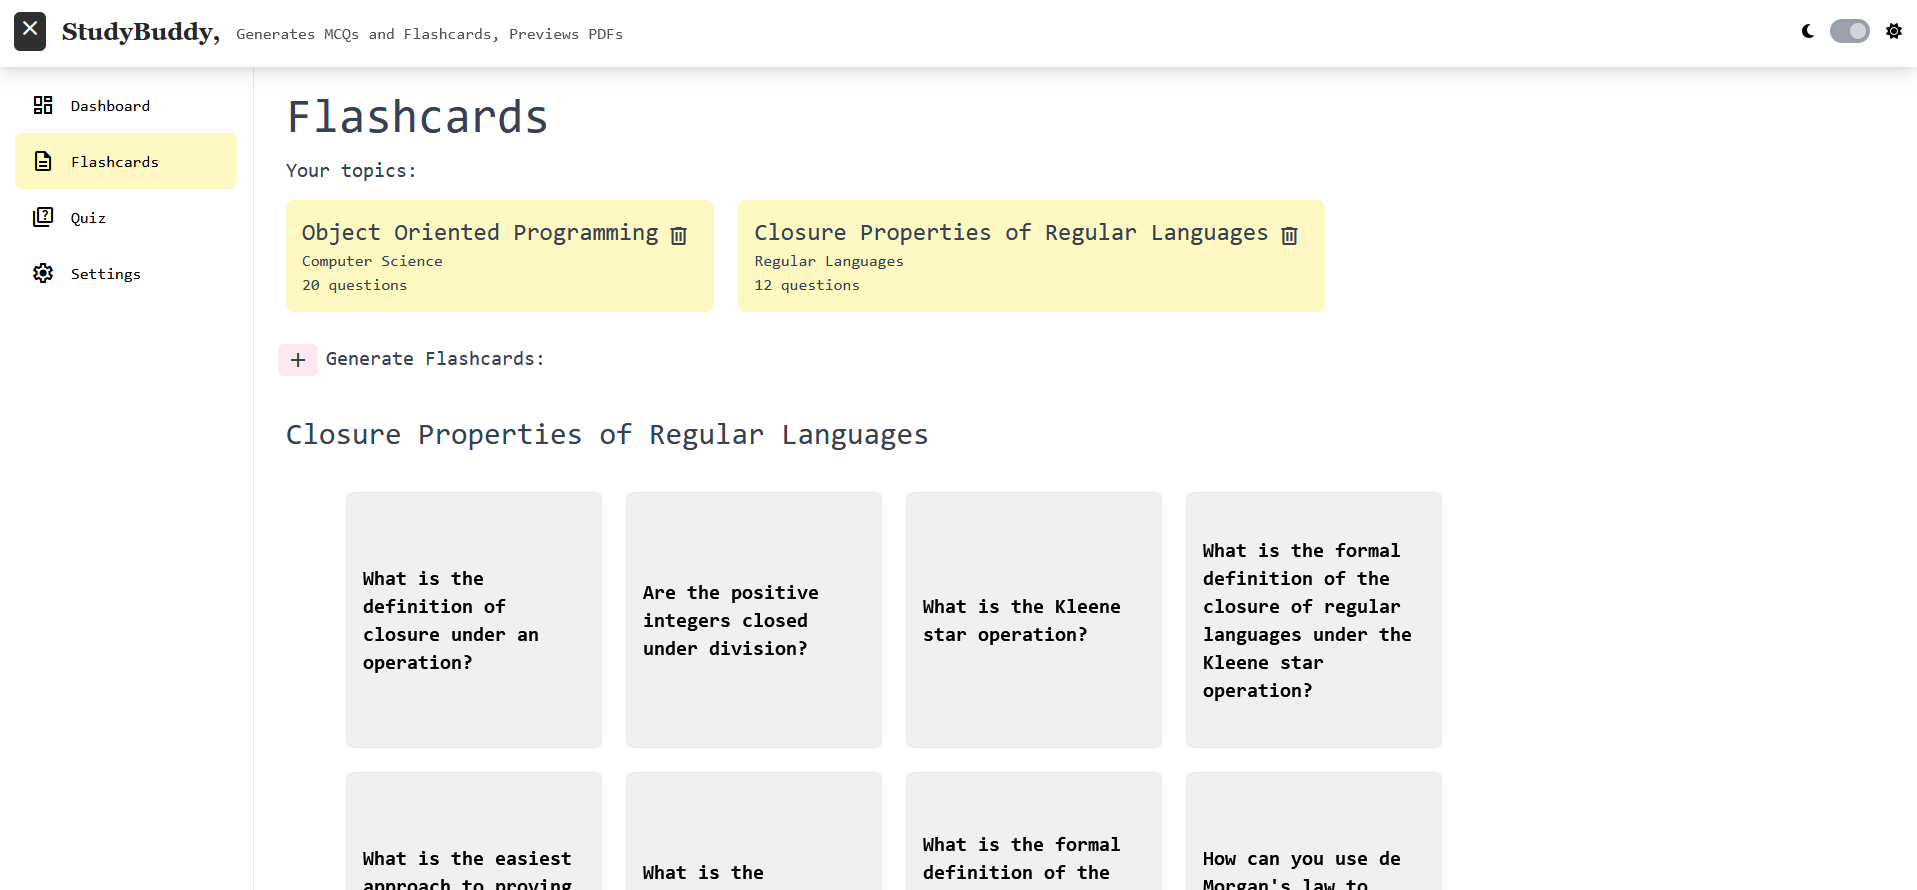 StudyBuddy, Generates MCQs and Flashcards, Previews PDFs
Dashboard
Flashcards
Quiz
Settings
Flashcards
Your topics:
Object Oriented Programming
Computer Science
20 questions
Closure Properties of Regular Languages
Regular Languages
12 questions
+ Generate Flashcards:
Closure Properties of Regular Languages
What is the
definition of
closure under an
operation?
Are the positive
integers closed
under division?
What is the Kleene
star operation?
What is the formal
definition of the
closure of regular
languages under the
Kleene star
operation?
What is the easiest
approach to proving
What is the
What is the formal
definition of the
How can you use de
Morgan's law to